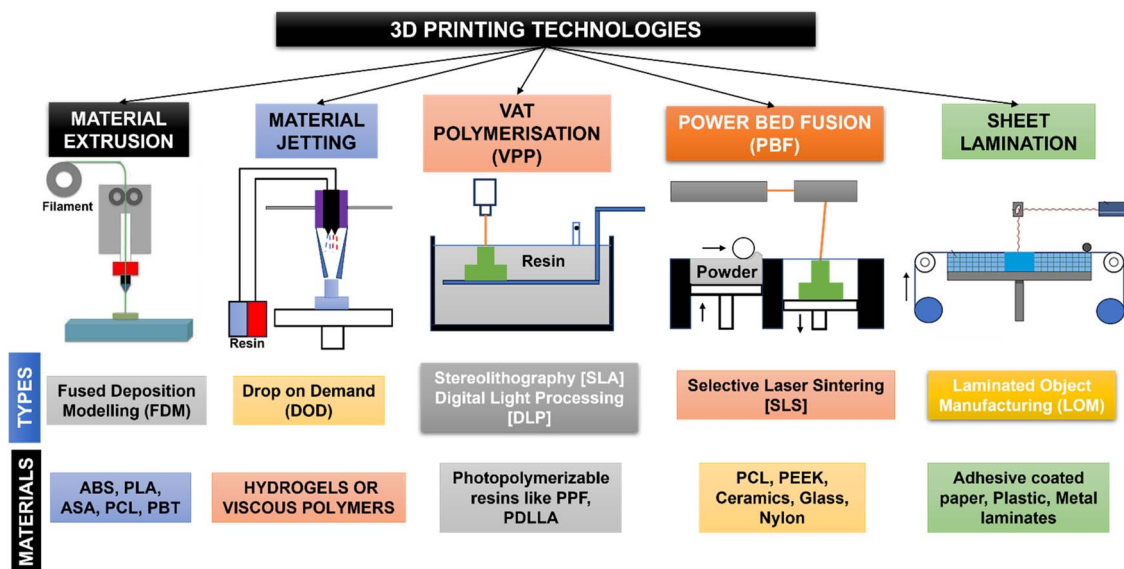 3D PRINTING TECHNOLOGIES
MATERIAL
EXTRUSION
MATERIAL
JETTING
VAT
POLYMERISATION
(VPP)
POWER BED FUSION
(PBF)
SHEET
LAMINATION
Filament
Resin
Resin
Powder
TYPES
Fused Deposition
Modelling (FDM)
Drop on Demand
(DOD)
Stereolithography [SLA]
Digital Light Processing
[DLP]
Selective Laser Sintering
[SLS]
Laminated Object
Manufacturing (LOM)
MATERIALS
ABS, PLA,
ASA, PCL, PBT
HYDROGELS OR
VISCOUS POLYMERS
Photopolymerizable
resins like PPF,
PDLLA
PCL, PEEK,
Ceramics, Glass,
Nylon
Adhesive coated
paper, Plastic, Metal
laminates